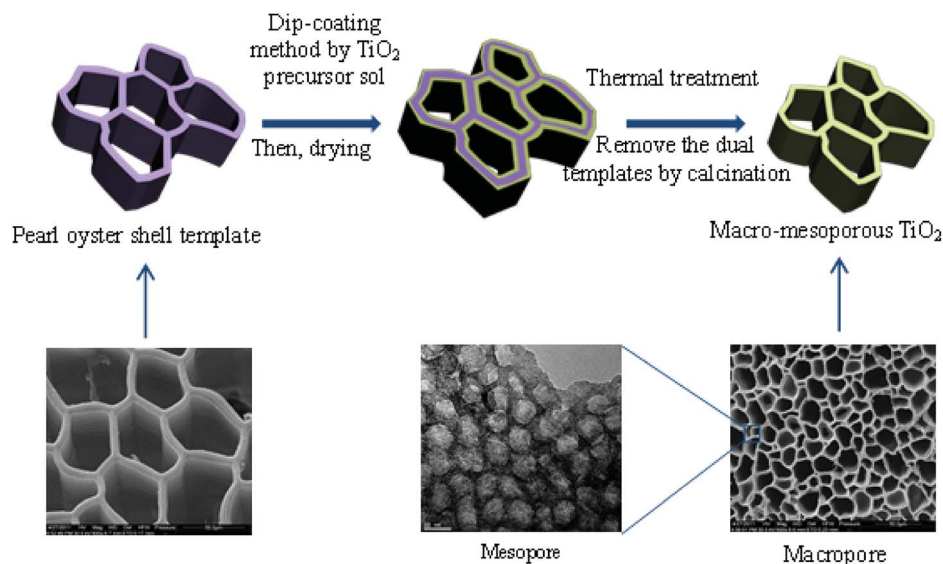 Dip-coating
method by TiO2
precursor sol
Then, drying
Thermal treatment
Remove the dual
templates by calcination
Pearl oyster shell template
Macro-mesoporous TiO2
Mesopore
Macropore